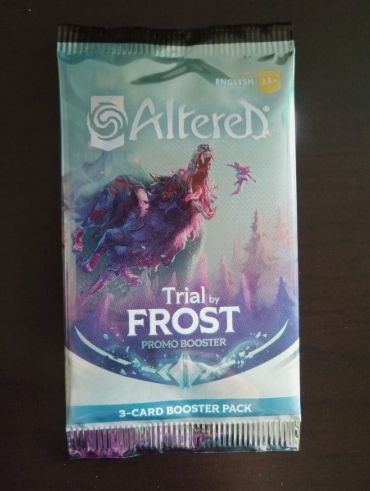 ENGLISH 13+
Altered
Trial by
FROST
PROMO BOOSTER
3-CARD BOOSTER PACK